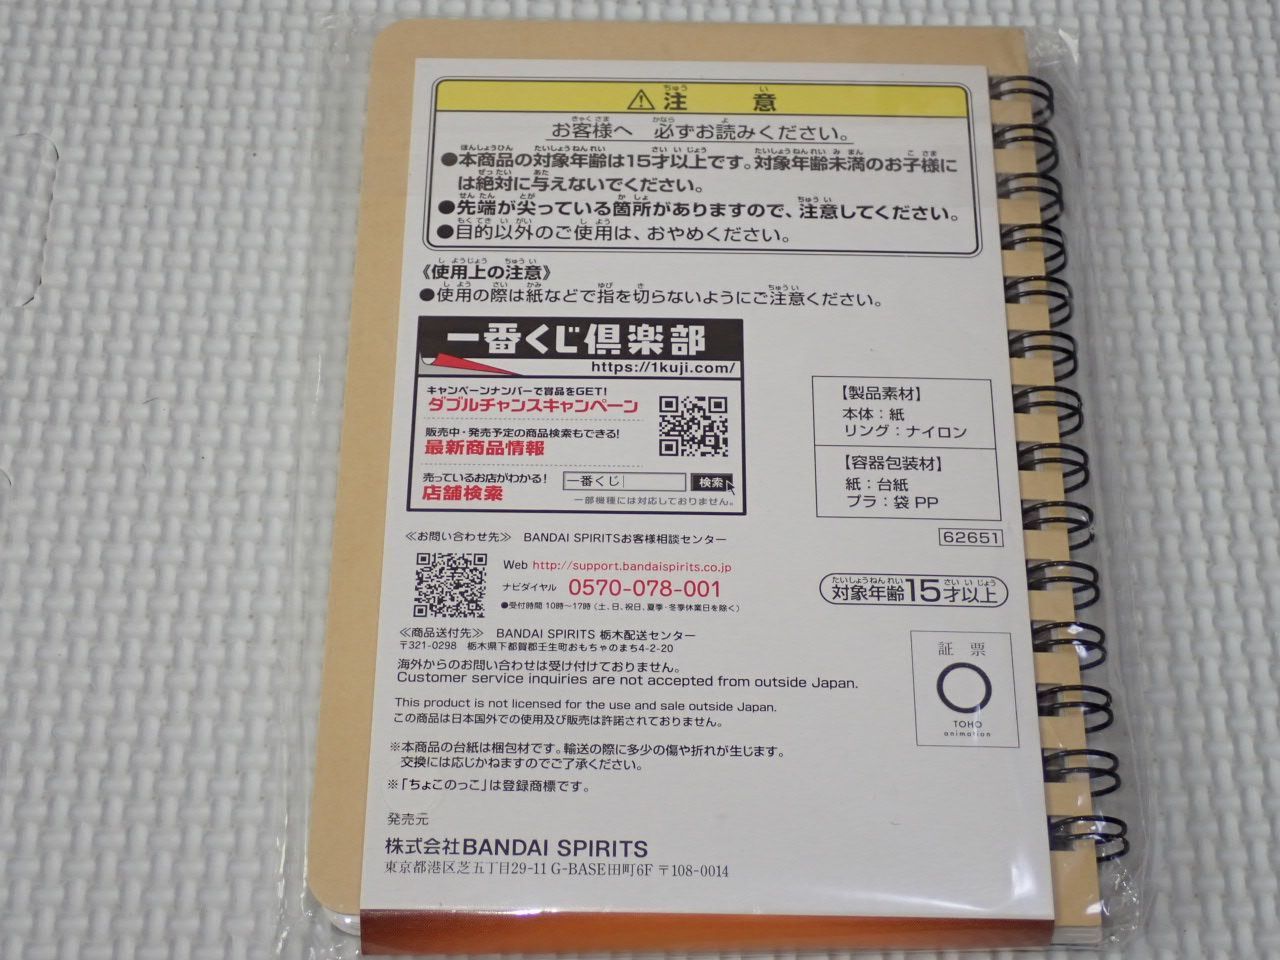 ⚠注意
お客様へ 必ずお読みください。
●本商品の対象年齢は15才以上です。対象年齢未満のお子様に
は絶対に与えないでください。
●先端が尖っている箇所がありますので、注意してください。
●目的以外のご使用は、おやめください。
《使用上の注意》
●使用の際は紙などで指を切らないようにご注意ください。
一番くじ倶楽部
https://1kuji.com/
キャンペーンナンバーで賞品をGET!
ダブルチャンスキャンペーン
販売中・発売予定の商品検索もできる!
最新商品情報
売っているお店がわかる!
店舗検索
一番くじ 検索
一部機種には対応しておりません。
【製品素材】
本体：紙
リング：ナイロン
【容器包装材】
紙：台紙
プラ：袋 PP
62651
≪お問い合わせ先≫ BANDAI SPIRITSお客様相談センター
Web http://support.bandaispirits.co.jp
ナビダイヤル 0570-078-001
●受付時間 10時〜17時（土、日、祝日、夏季・冬季休業日を除く）
対象年齢15才以上
≪商品送付先≫ BANDAI SPIRITS 栃木配送センター
〒321-0298 栃木県下都賀郡壬生町おもちゃのまち4-2-20
海外からのお問い合わせは受け付けておりません。
Customer service inquiries are not accepted from outside Japan.
This product is not licensed for the use and sale outside Japan.
この商品は日本国外での使用及び販売は許諾されておりません。
証票
TOHO
animation
※本商品の台紙は梱包材です。輸送の際に多少の傷や折れが生じます。
交換には応じかねますのでご了承ください。
※「ちょこのっこ」は登録商標です。
発売元
株式会社BANDAI SPIRITS
東京都港区芝五丁目29-11 G-BASE田町6F 〒108-0014